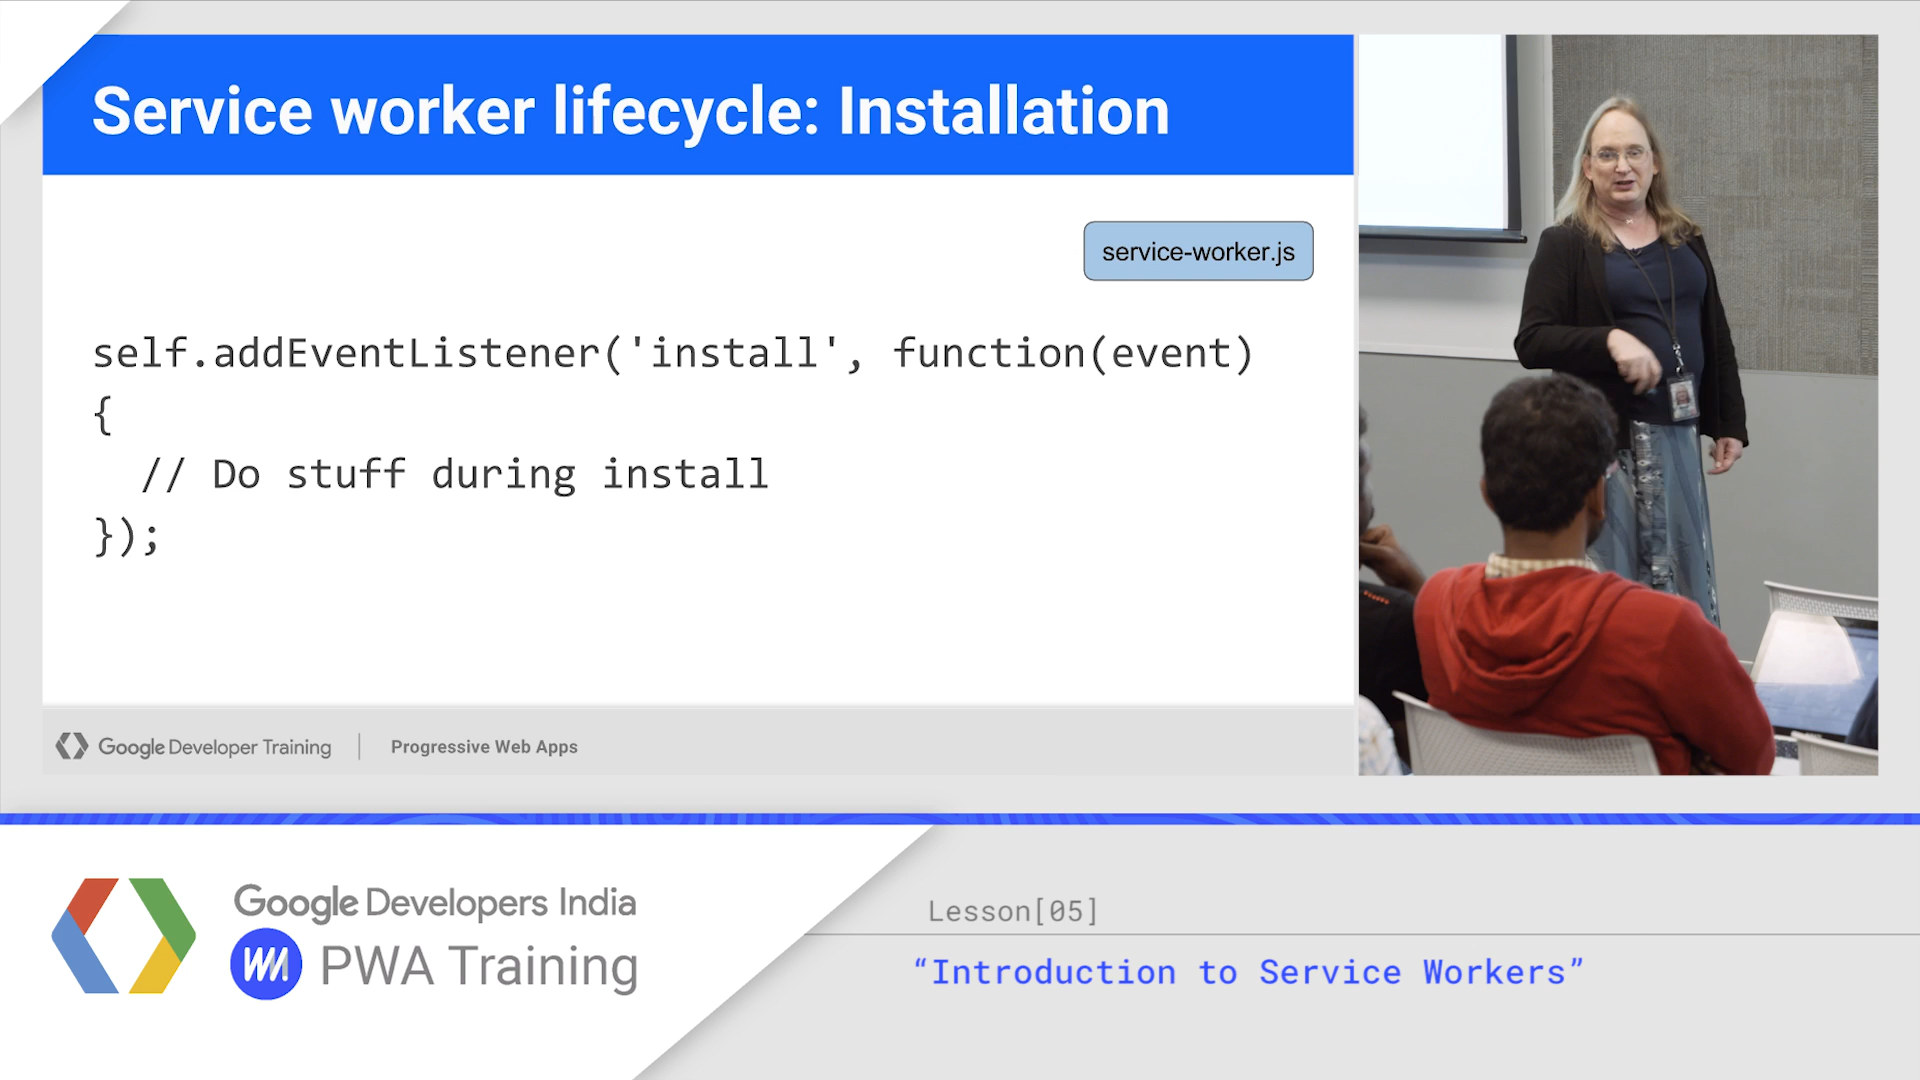 Service worker lifecycle: Installation
service-worker.js
self.addEventListener('install', function(event)
{
// Do stuff during install
});
Google Developer Training
Progressive Web Apps
Google Developers India
PWA Training
Lesson[05]
“Introduction to Service Workers”